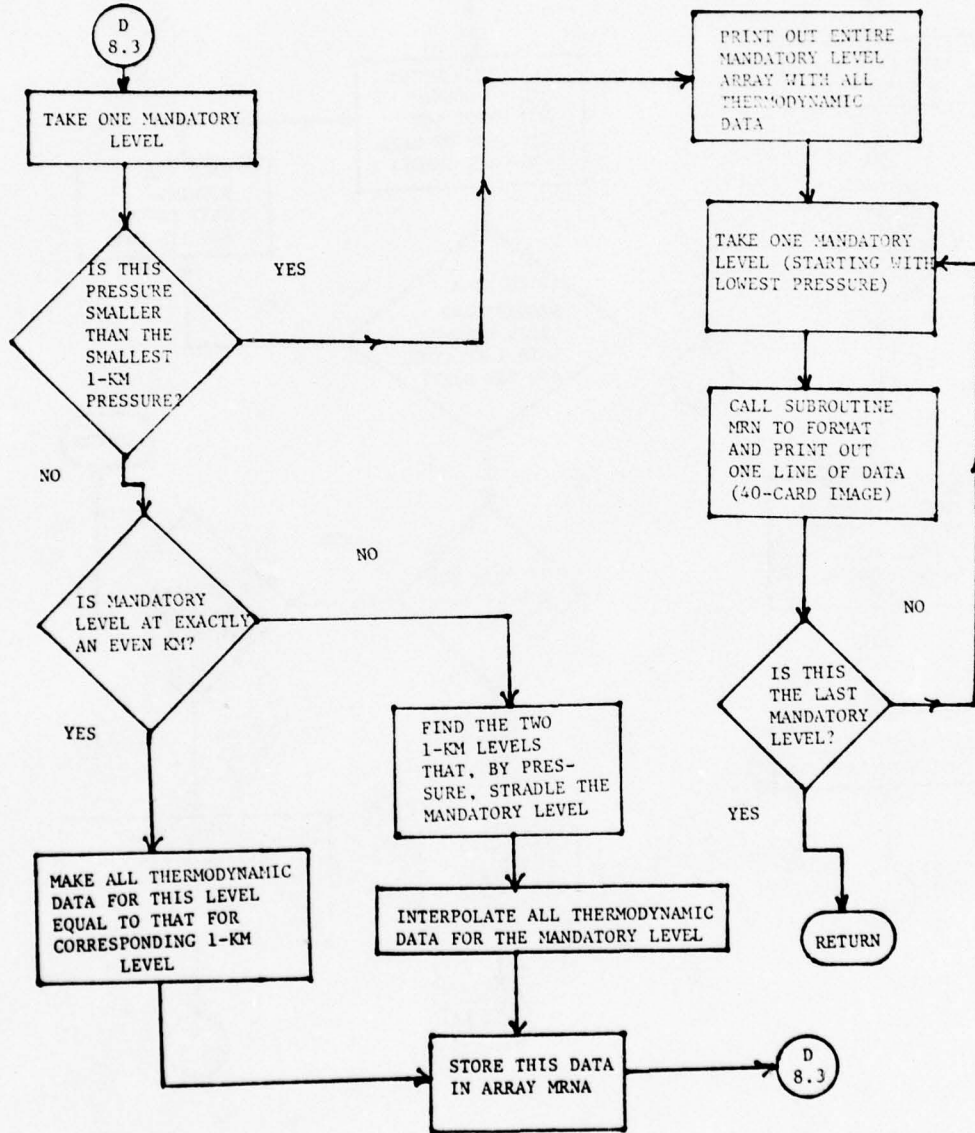 D
8.3
TAKE ONE MANDATORY
LEVEL
IS THIS
PRESSURE
SMALLER
THAN THE
SMALLEST
1-KM
PRESSURE?
YES
NO
IS MANDATORY
LEVEL AT EXACTLY
AN EVEN KM?
NO
YES
MAKE ALL THERMODYNAMIC
DATA FOR THIS LEVEL
EQUAL TO THAT FOR
CORRESPONDING 1-KM
LEVEL
FIND THE TWO
1-KM LEVELS
THAT, BY PRES-
SURE, STRADLE THE
MANDATORY LEVEL
INTERPOLATE ALL THERMODYNAMIC
DATA FOR THE MANDATORY LEVEL
STORE THIS DATA
IN ARRAY MRNA
D
8.3
PRINT OUT ENTIRE
MANDATORY LEVEL
ARRAY WITH ALL
THERMODYNAMIC
DATA
TAKE ONE MANDATORY
LEVEL (STARTING WITH
LOWEST PRESSURE)
CALL SUBROUTINE
MRN TO FORMAT
AND PRINT OUT
ONE LINE OF DATA
(40-CARD IMAGE)
IS THIS
THE LAST
MANDATORY
LEVEL?
NO
YES
RETURN